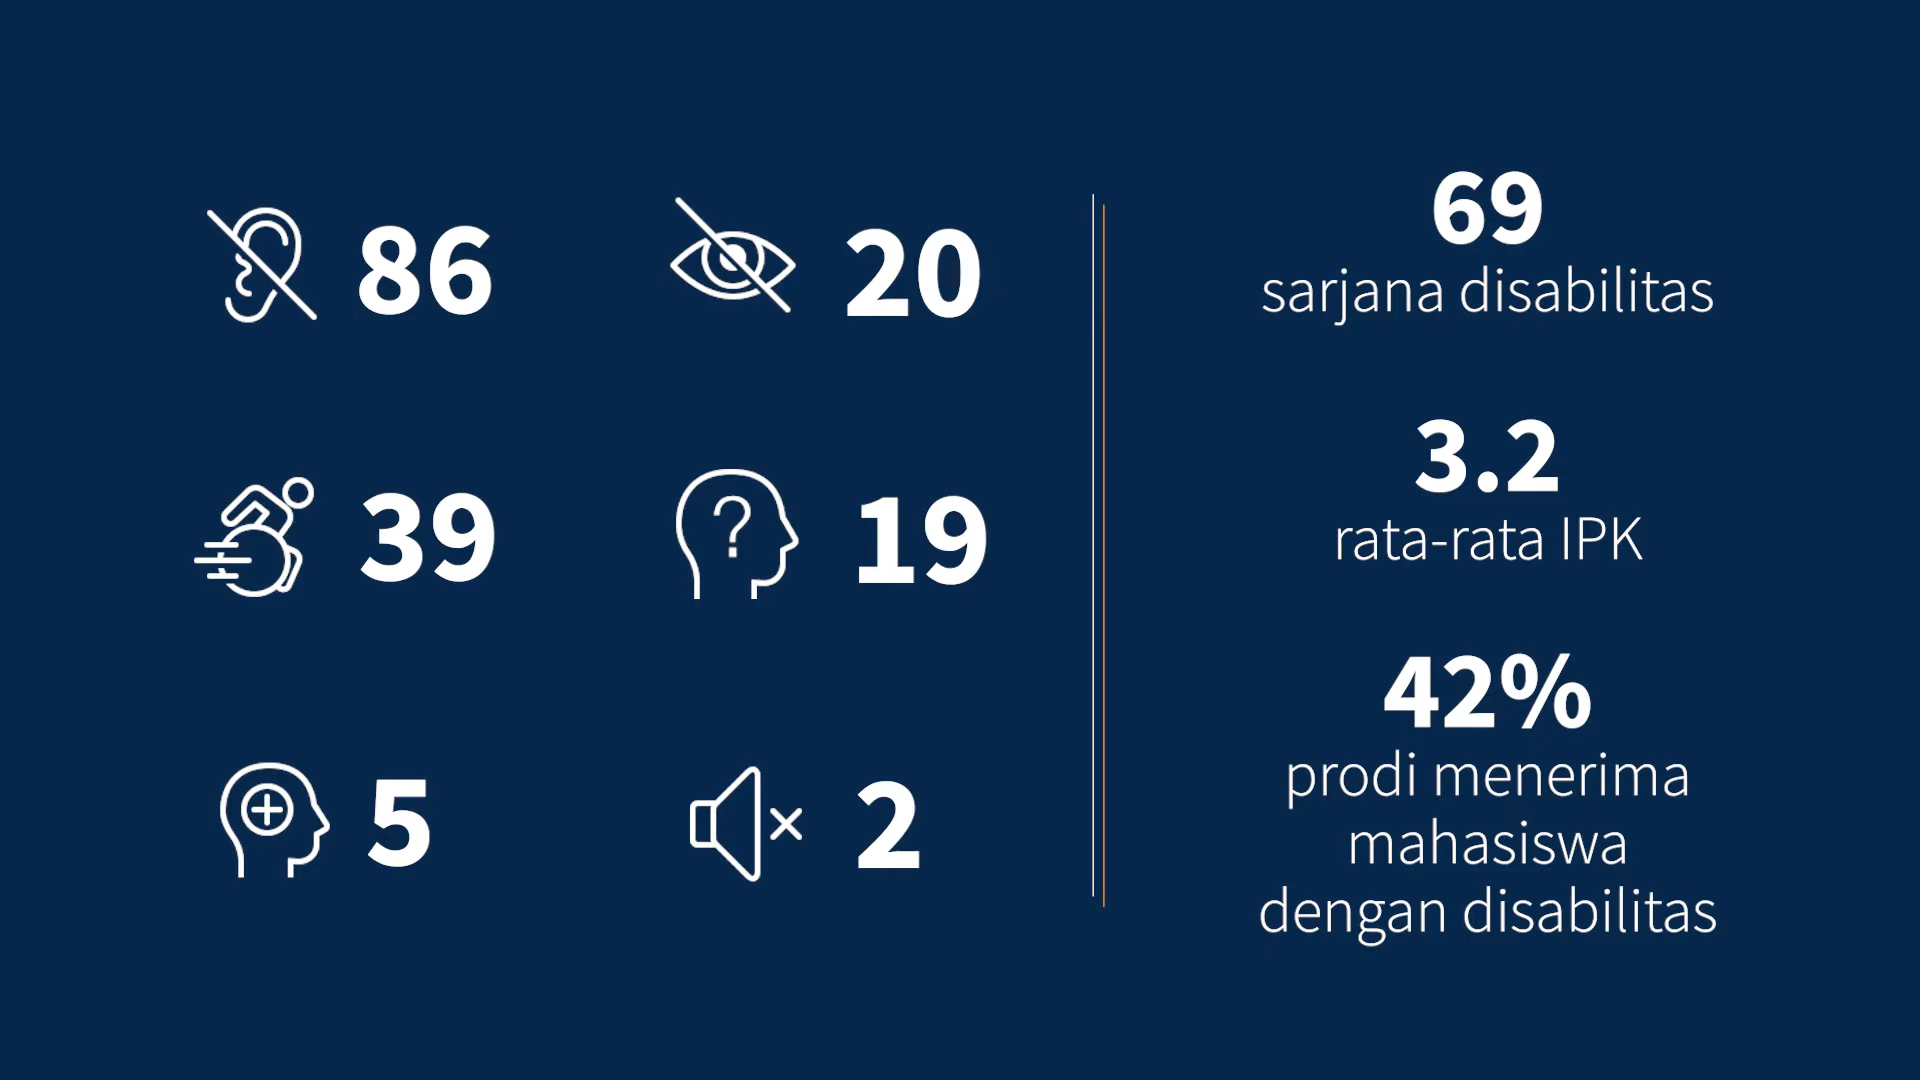 86
20
39
19
5
2
69
sarjana disabilitas
3.2
rata-rata IPK
42%
prodi menerima
mahasiswa
dengan disabilitas